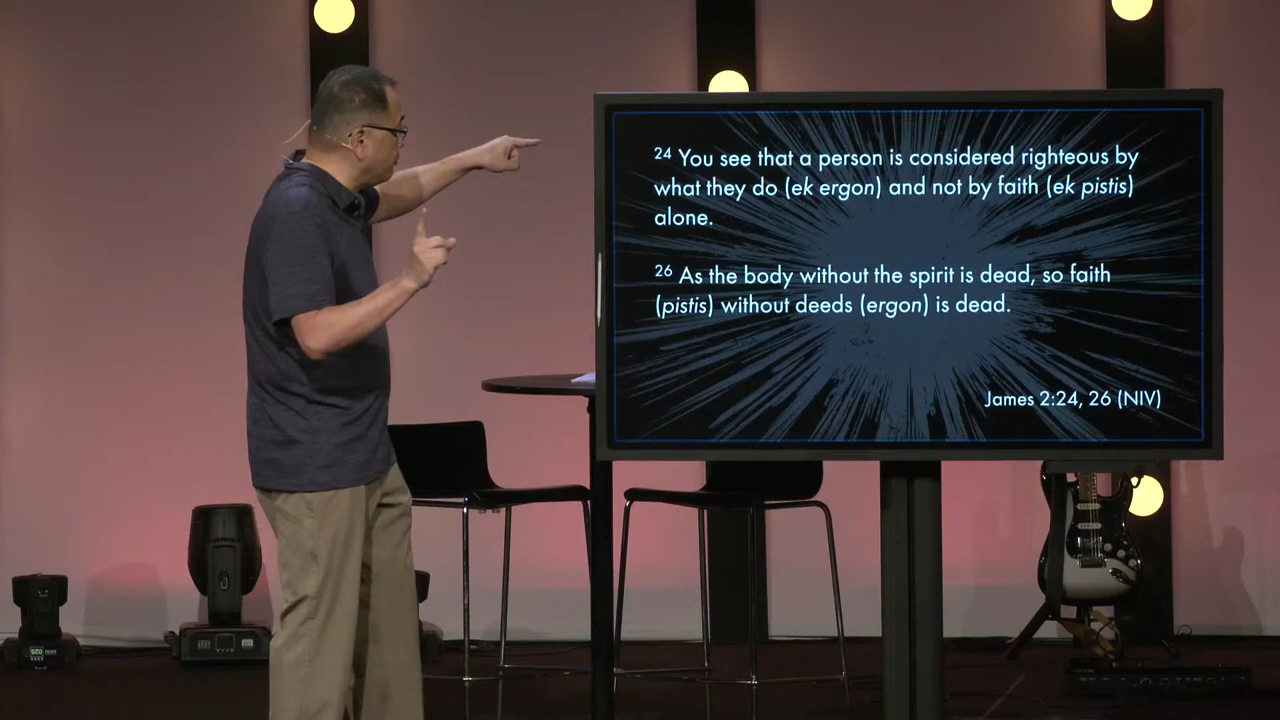 24 You see that a person is considered righteous by
what they do (ek ergon) and not by faith (ek pistis)
alone.
26 As the body without the spirit is dead, so faith
(pistis) without deeds (ergon) is dead.
James 2:24, 26 (NIV)